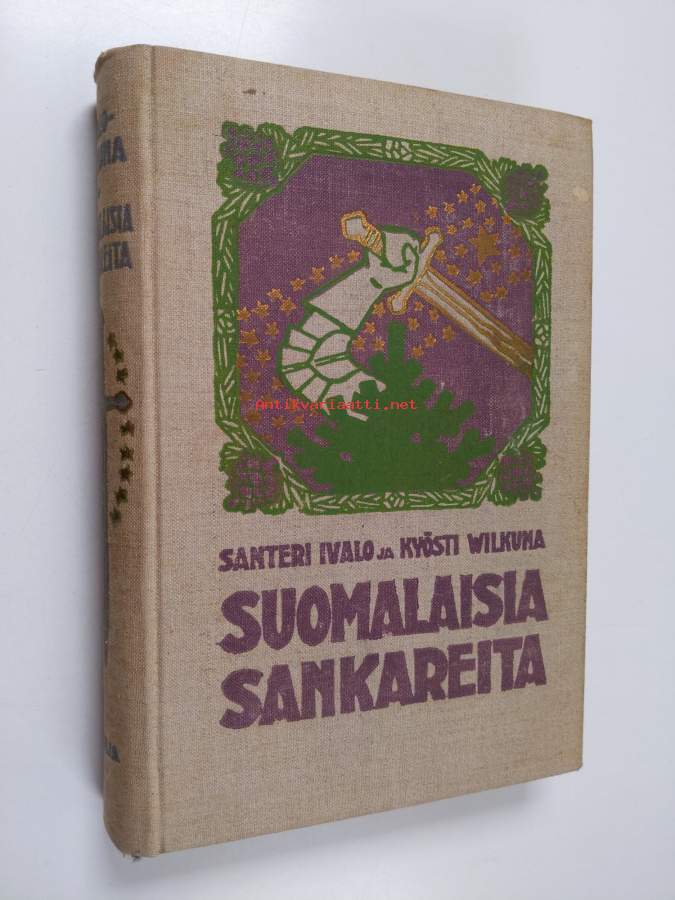 Antikvariaatti.net
SANTERI IVALO JA KYÖSTI WILKUNA
SUOMALAISIA
SANKAREITA